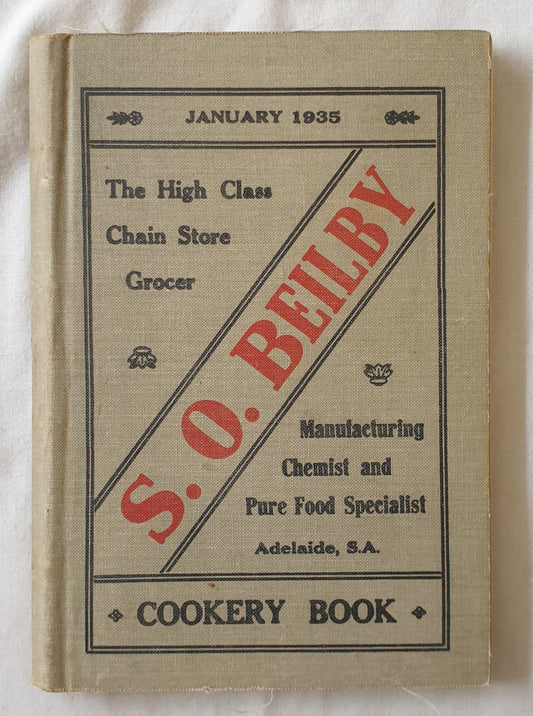 JANUARY 1935
The High Class
Chain Store
Grocer
S. O. BEILBY
Manufacturing
Chemist and
Pure Food Specialist
Adelaide, S.A.
COOKERY BOOK